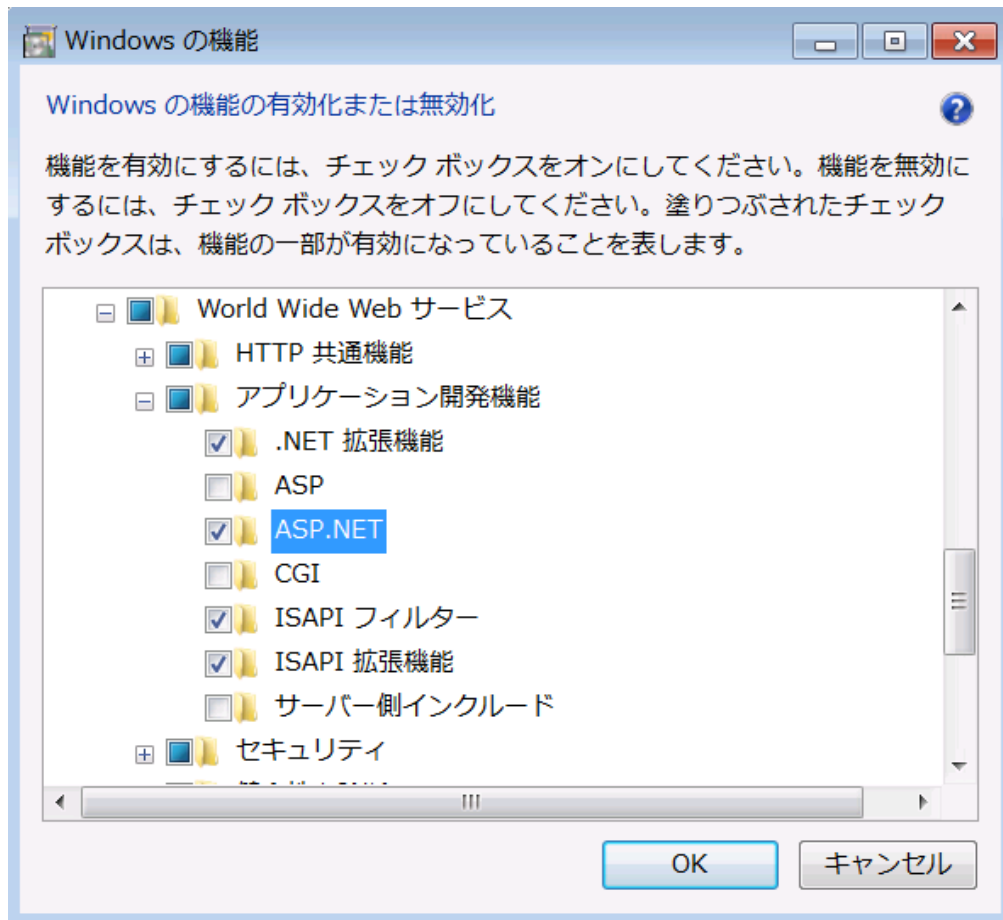 Windows の機能
Windows の機能の有効化または無効化
機能を有効にするには、チェック ボックスをオンにしてください。機能を無効に
するには、チェック ボックスをオフにしてください。塗りつぶされたチェック
ボックスは、機能の一部が有効になっていることを表します。
World Wide Web サービス
HTTP 共通機能
アプリケーション開発機能
.NET 拡張機能
ASP
ASP.NET
CGI
ISAPI フィルター
ISAPI 拡張機能
サーバー側インクルード
セキュリティ
OK
キャンセル